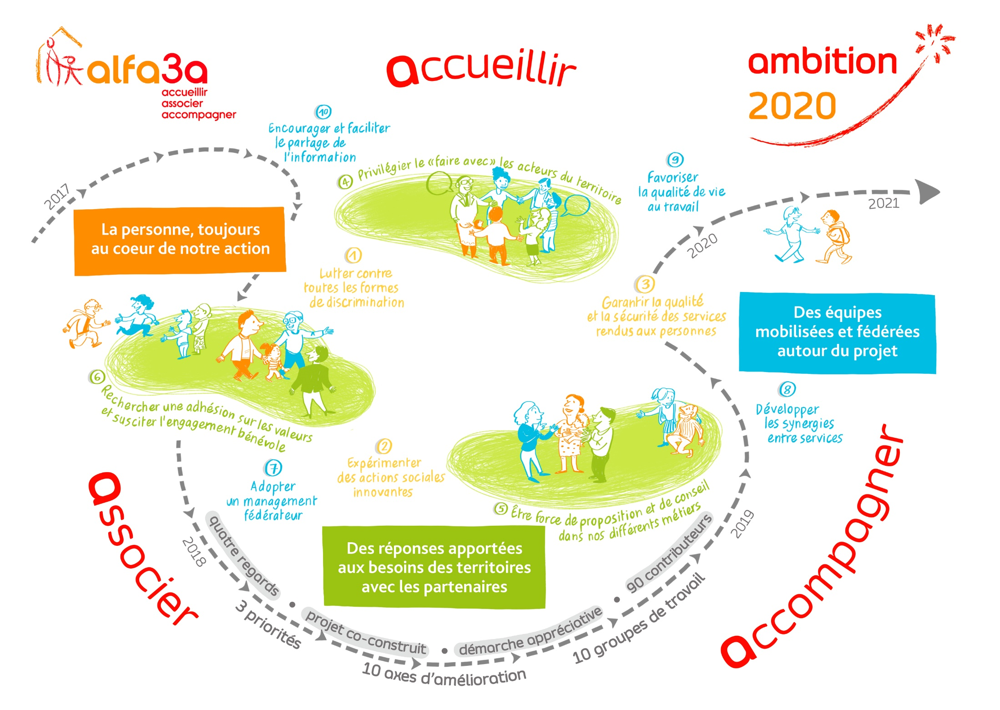 alfa3a
accueillir
associer
accompagner
accueillir
ambition
2020
10
Encourager et faciliter
le partage de
l'information
4 Privilégier le «faire avec» les acteurs du territoire
9
Favoriser
la qualité de vie
au travail
2017
2021
2020
La personne, toujours
au coeur de notre action
1
Lutter contre
toutes les formes
de discrimination
3
Garantir la qualité
et la sécurité des services
rendus aux personnes
Des équipes
mobilisées et fédérées
autour du projet
6 Rechercher une adhésion sur les valeurs
et susciter l'engagement bénévole
8
Développer
les synergies
entre services
2
Expérimenter
des actions sociales
innovantes
7
Adopter
un management
fédérateur
5 Être force de proposition et de conseil
dans nos différents métiers
associer
accompagner
Des réponses apportées
aux besoins des territoires
avec les partenaires
2018
2019
quatre regards • projet co-construit • démarche appréciative • 90 contributeurs
3 priorités
10 axes d'amélioration
10 groupes de travail